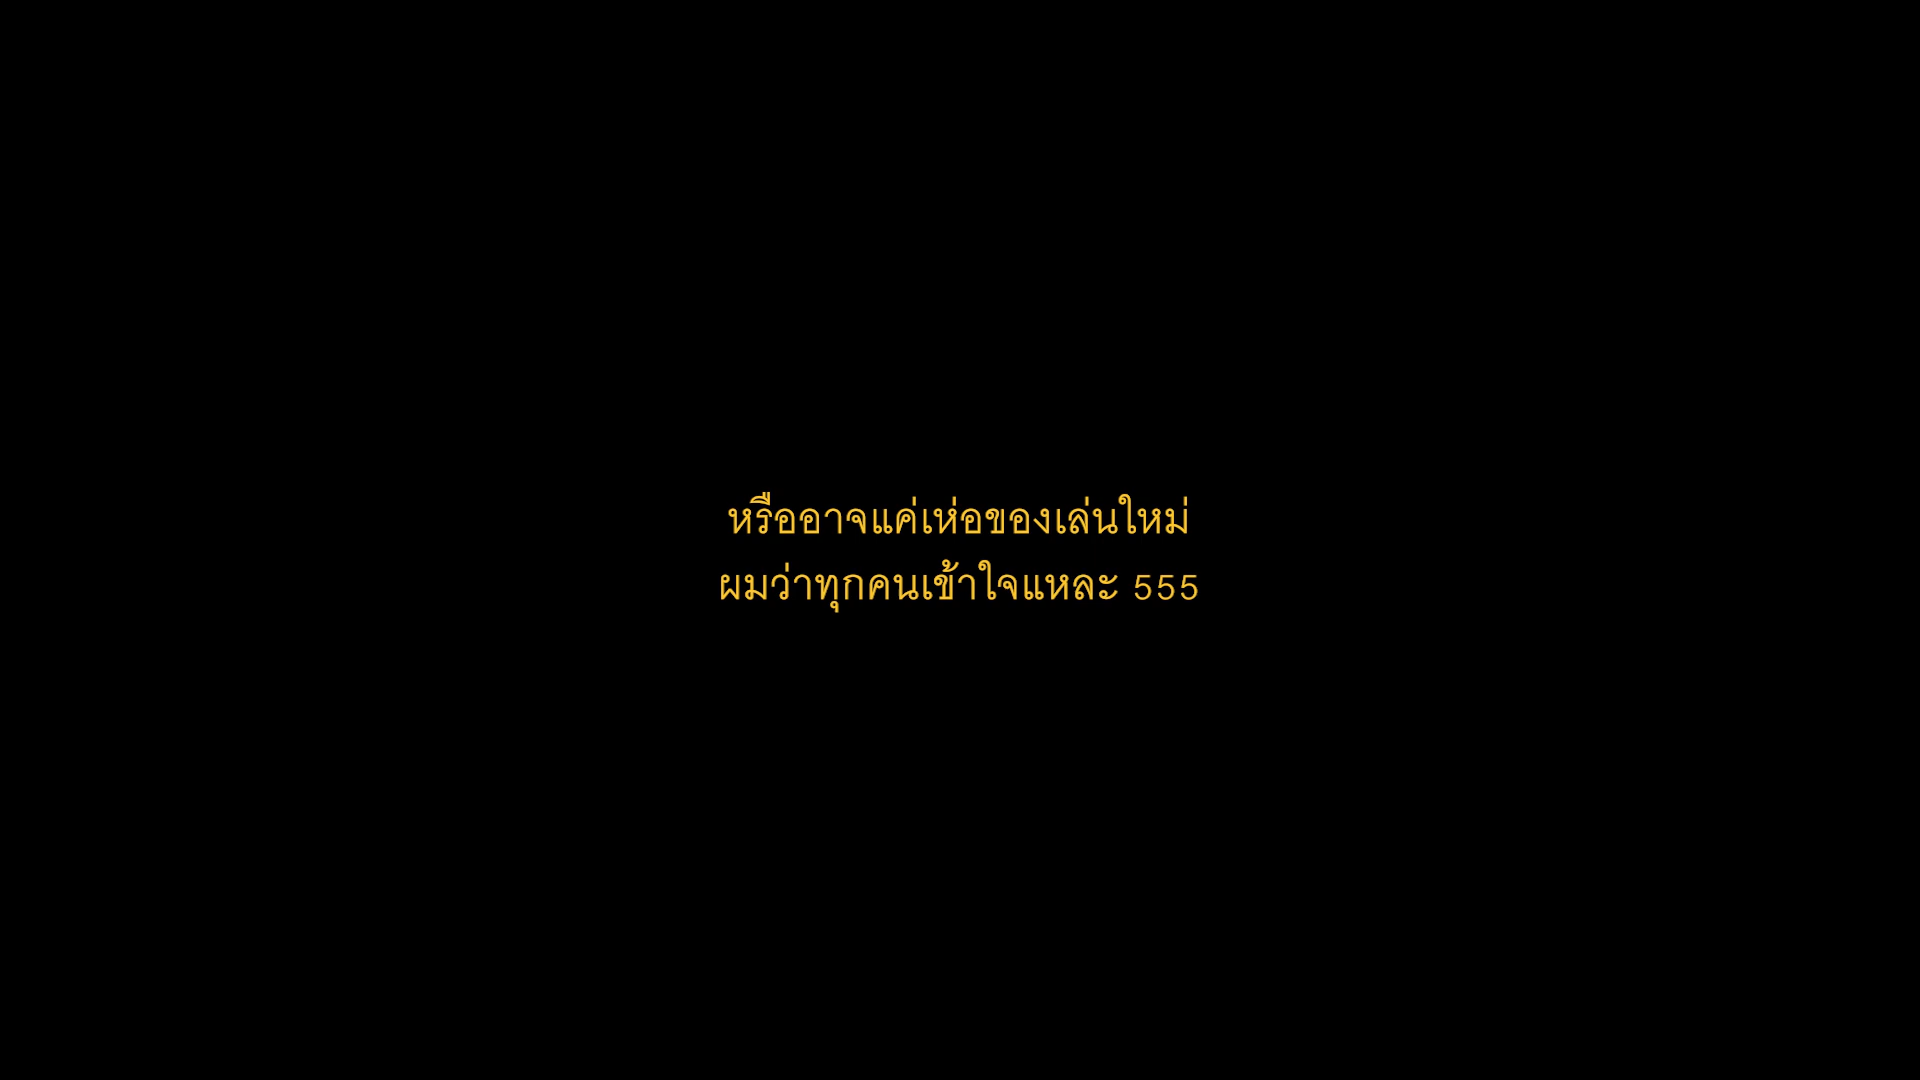 หรืออาจแค่เห่อของเล่นใหม่
ผมว่าทุกคนเข้าใจแหละ 555